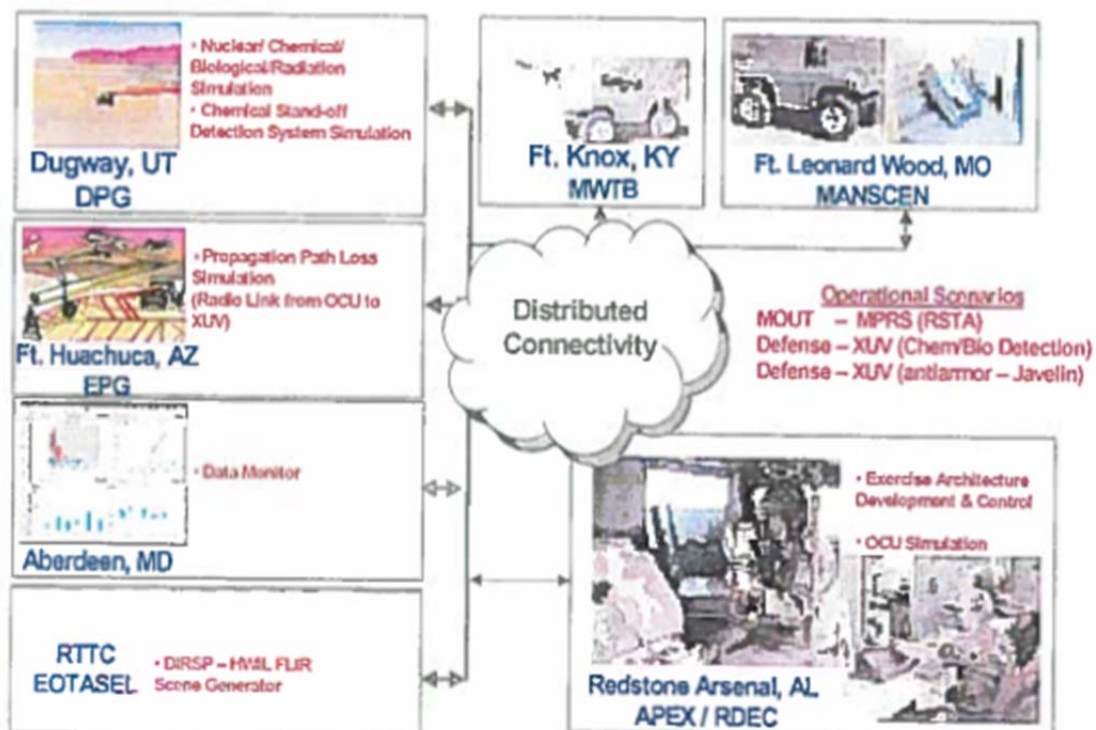 • Nuclear/ Chemical/
Biological/Radiation
Simulation
• Chemical Stand-off
Detection System Simulation
Dugway, UT
DPG
Ft. Knox, KY
MWTB
Ft. Leonard Wood, MO
MANSCEN
• Propagation Path Loss
Simulation
(Radio Link from OCU to
XUV)
Ft. Huachuca, AZ
EPG
Distributed
Connectivity
Operational Scenarios
MOUT – MPRS (RSTA)
Defense – XUV (Chem/Bio Detection)
Defense – XUV (antiarmor – Javelin)
• Data Monitor
Aberdeen, MD
• Exercise Architecture
Development & Control
• OCU Simulation
Redstone Arsenal, AL
APEX / RDEC
RTTC
EOTASEL
• DIRSP – HWIL FLIR
Scene Generator